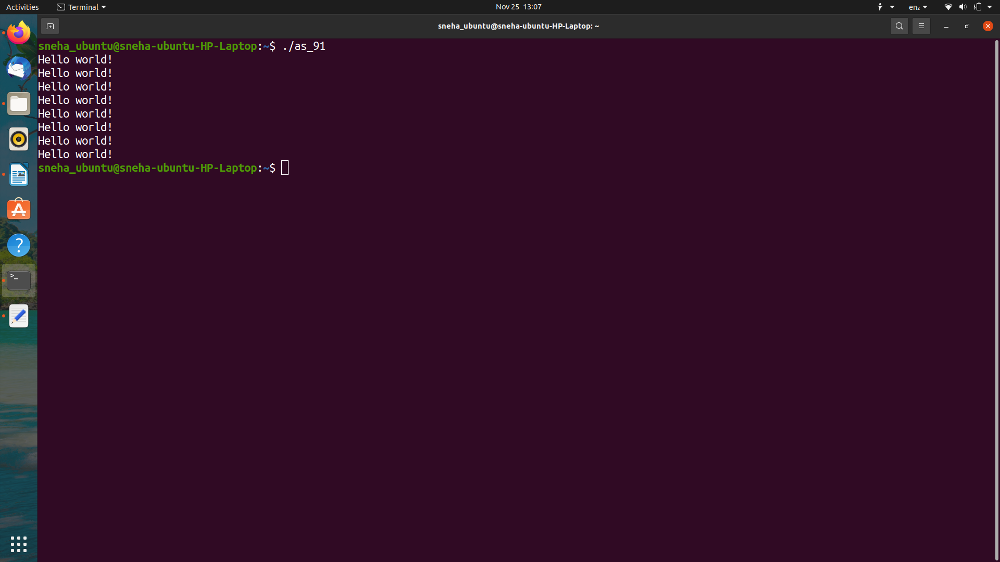 Activities Terminal Nov 25 13:07 en₂
sneha_ubuntu@sneha-ubuntu-HP-Laptop: ~
sneha_ubuntu@sneha-ubuntu-HP-Laptop:~$ ./as_91
Hello world!
Hello world!
Hello world!
Hello world!
Hello world!
Hello world!
Hello world!
Hello world!
sneha_ubuntu@sneha-ubuntu-HP-Laptop:~$